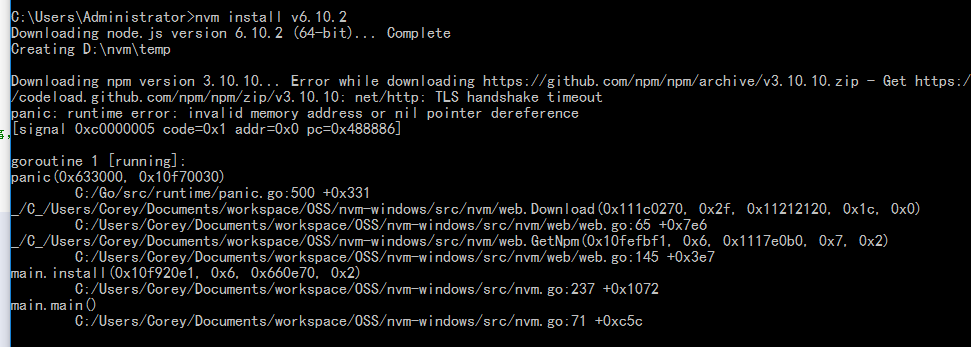 C:\Users\Administrator>nvm install v6.10.2
Downloading node.js version 6.10.2 (64-bit)... Complete
Creating D:\nvm\temp
Downloading npm version 3.10.10... Error while downloading https://github.com/npm/npm/archive/v3.10.10.zip - Get https:/
/codeload.github.com/npm/npm/zip/v3.10.10: net/http: TLS handshake timeout
panic: runtime error: invalid memory address or nil pointer dereference
[signal 0xc0000005 code=0x1 addr=0x0 pc=0x488886]
goroutine 1 [running]:
panic(0x633000, 0x10f70030)
C:/Go/src/runtime/panic.go:500 +0x331
_/C_/Users/Corey/Documents/workspace/OSS/nvm-windows/src/nvm/web.Download(0x111c0270, 0x2f, 0x11212120, 0x1c, 0x0)
C:/Users/Corey/Documents/workspace/OSS/nvm-windows/src/nvm/web/web.go:65 +0x7e6
_/C_/Users/Corey/Documents/workspace/OSS/nvm-windows/src/nvm/web.GetNpm(0x10fefbf1, 0x6, 0x1117e0b0, 0x7, 0x2)
C:/Users/Corey/Documents/workspace/OSS/nvm-windows/src/nvm/web/web.go:145 +0x3e7
main.install(0x10f920e1, 0x6, 0x660e70, 0x2)
C:/Users/Corey/Documents/workspace/OSS/nvm-windows/src/nvm.go:237 +0x1072
main.main()
C:/Users/Corey/Documents/workspace/OSS/nvm-windows/src/nvm.go:71 +0xc5c